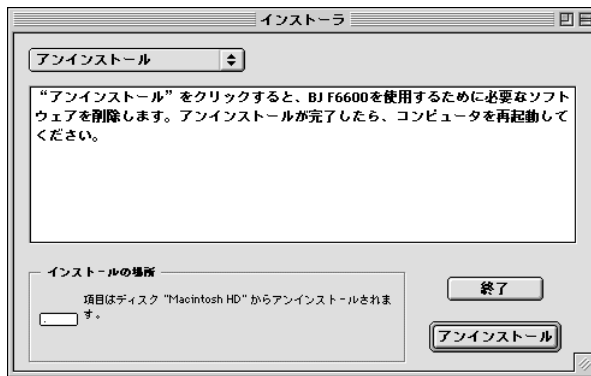 インストーラ
アンインストール
“アンインストール”をクリックすると、BJ F6600を使用するために必要なソフト
ウェアを削除します。アンインストールが完了したら、コンピュータを再起動して
ください。
インストールの場所
項目はディスク "Macintosh HD" からアンインストールされま
す。
終了
アンインストール